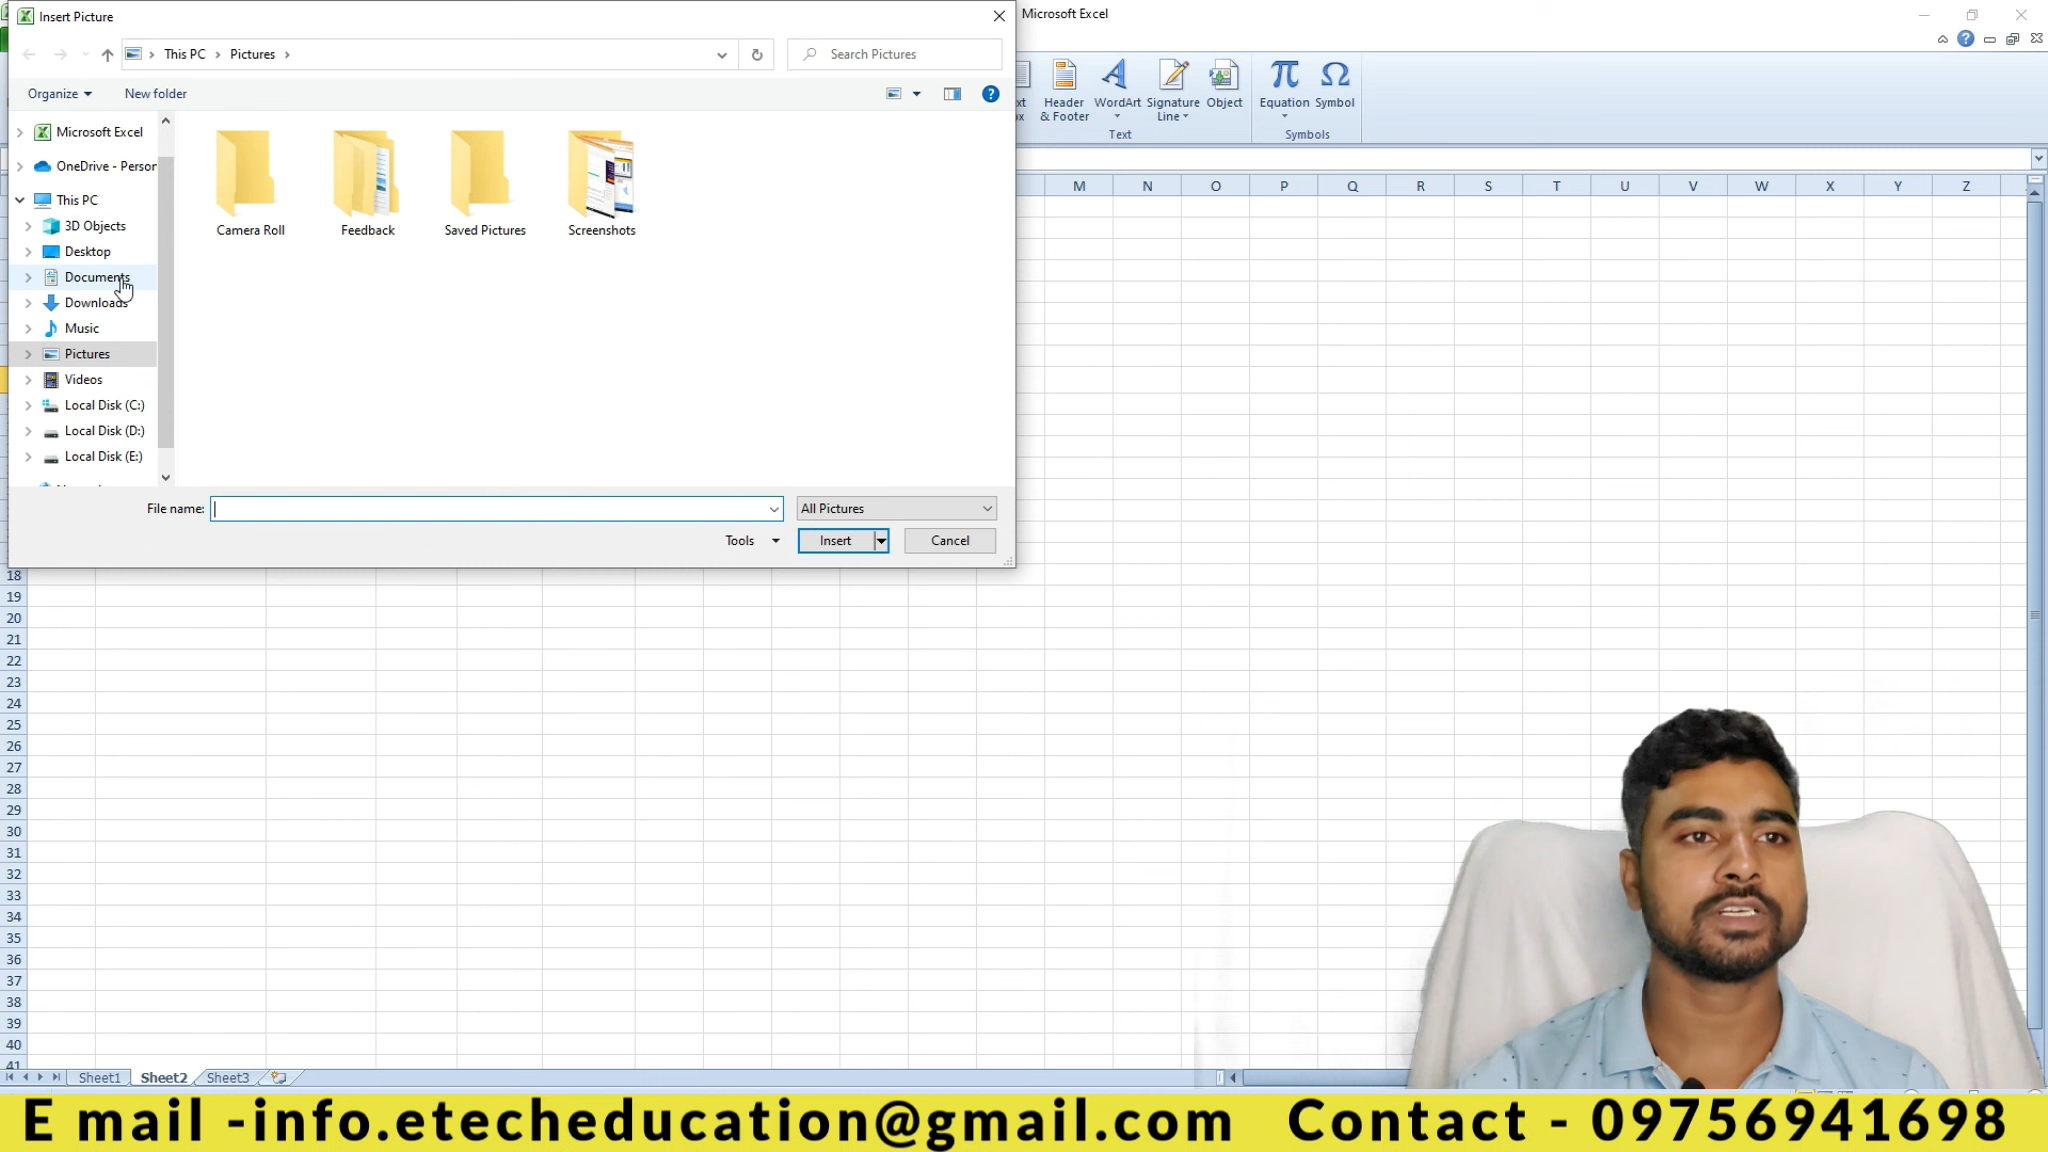 Insert Picture
Microsoft Excel
This PC
Pictures
Search Pictures
Organize
New folder
Header
& Footer
WordArt
Signature
Line
Object
Equation
Symbol
Text
Symbols
Microsoft Excel
OneDrive - Person
This PC
3D Objects
Desktop
Documents
Downloads
Music
Pictures
Videos
Local Disk (C:)
Local Disk (D:)
Local Disk (E:)
Camera Roll
Feedback
Saved Pictures
Screenshots
M N O P Q R S T U V W X Y Z
File name:
All Pictures
Tools
Insert
Cancel
18
19
20
21
22
23
24
25
26
27
28
29
30
31
32
33
34
35
36
37
38
39
40
41
Sheet1
Sheet2
Sheet3
E mail -info.etecheducation@gmail.com Contact - 09756941698